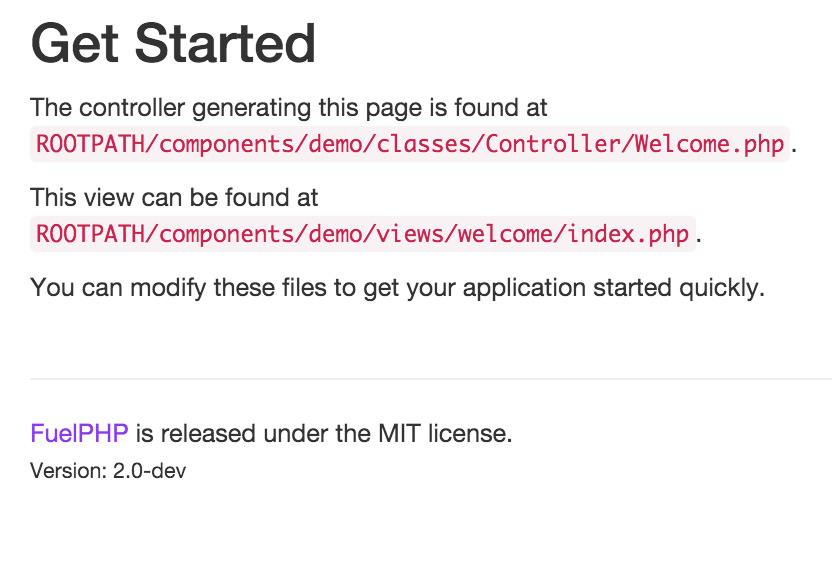 Get Started
The controller generating this page is found at
ROOTPATH/components/demo/classes/Controller/Welcome.php.
This view can be found at
ROOTPATH/components/demo/views/welcome/index.php.
You can modify these files to get your application started quickly.
FuelPHP is released under the MIT license.
Version: 2.0-dev